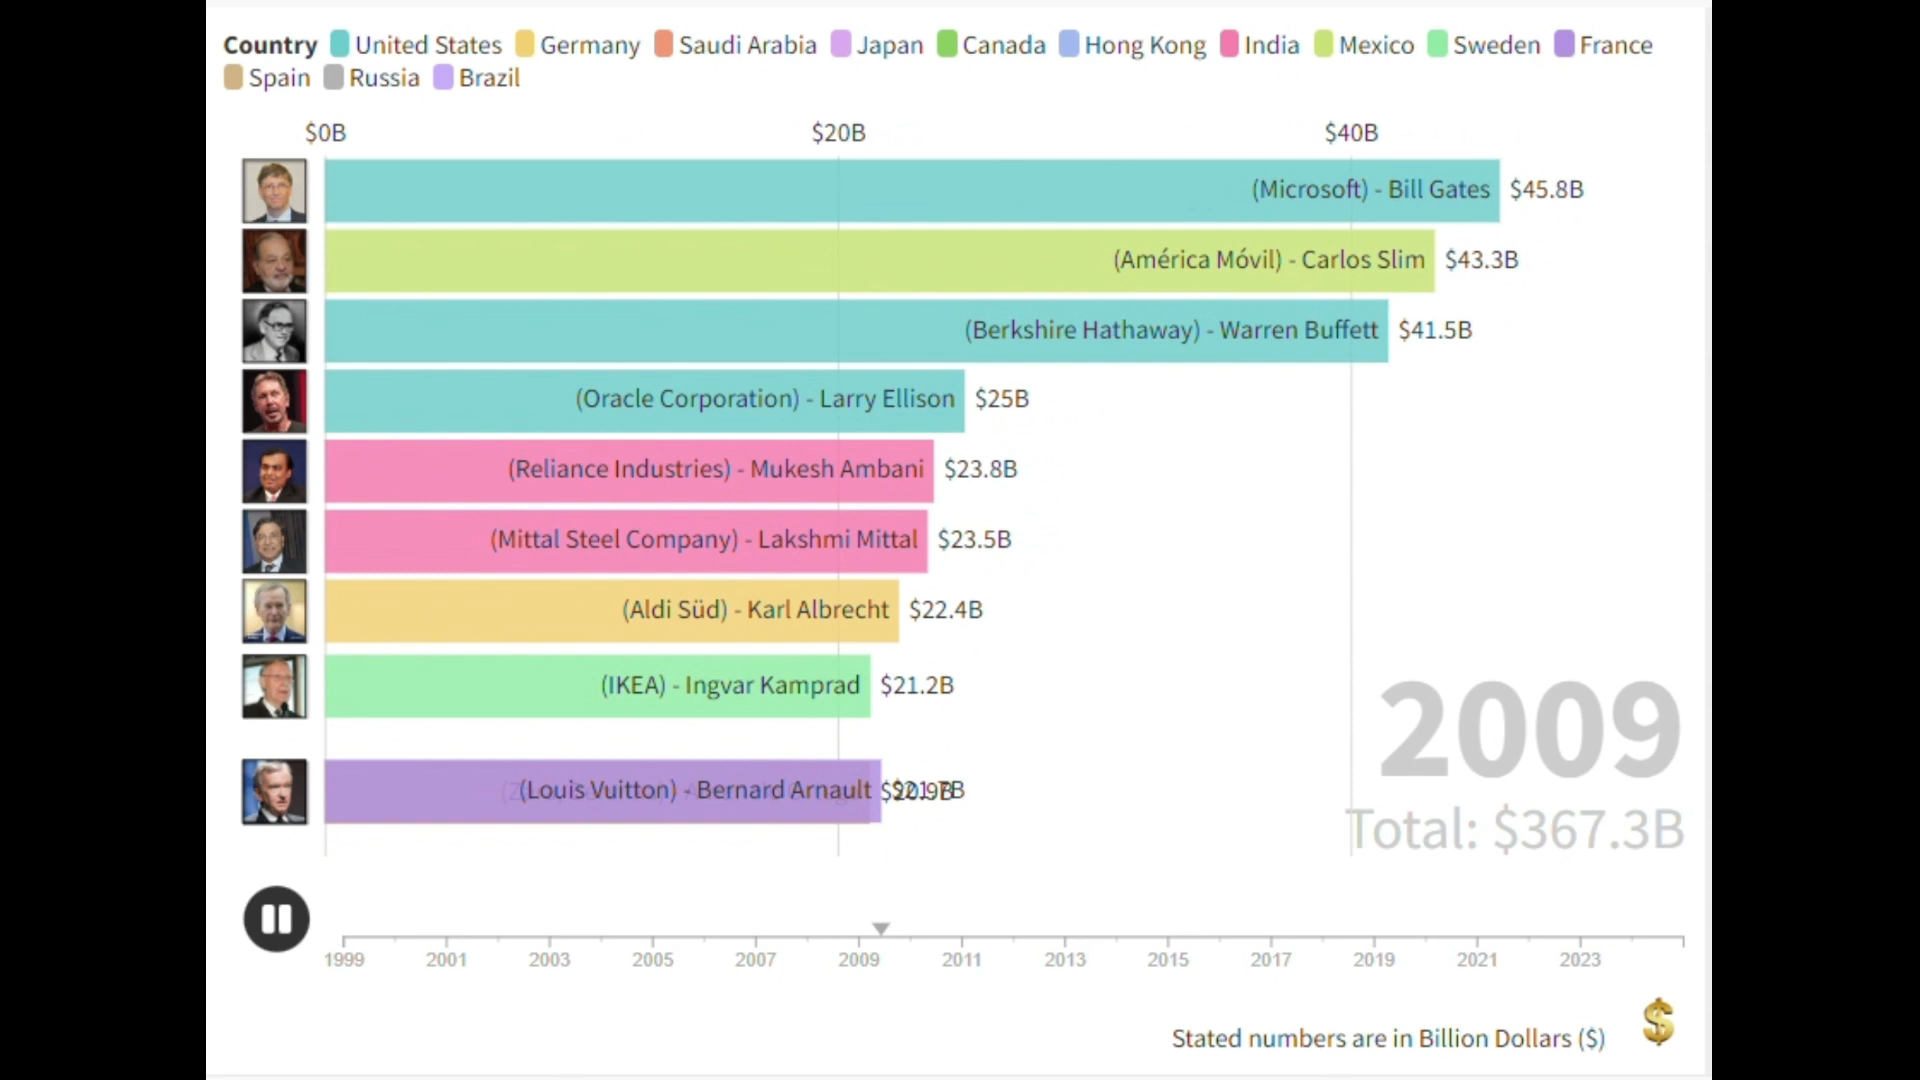 Country United States Germany Saudi Arabia Japan Canada Hong Kong India Mexico Sweden France
Spain Russia Brazil
$0B $20B $40B
(Microsoft) - Bill Gates $45.8B
(América Móvil) - Carlos Slim $43.3B
(Berkshire Hathaway) - Warren Buffett $41.5B
(Oracle Corporation) - Larry Ellison $25B
(Reliance Industries) - Mukesh Ambani $23.8B
(Mittal Steel Company) - Lakshmi Mittal $23.5B
(Aldi Süd) - Karl Albrecht $22.4B
(IKEA) - Ingvar Kamprad $21.2B
(Louis Vuitton) - Bernard Arnault
2009
Total: $367.3B
1999 2001 2003 2005 2007 2009 2011 2013 2015 2017 2019 2021 2023
Stated numbers are in Billion Dollars ($)